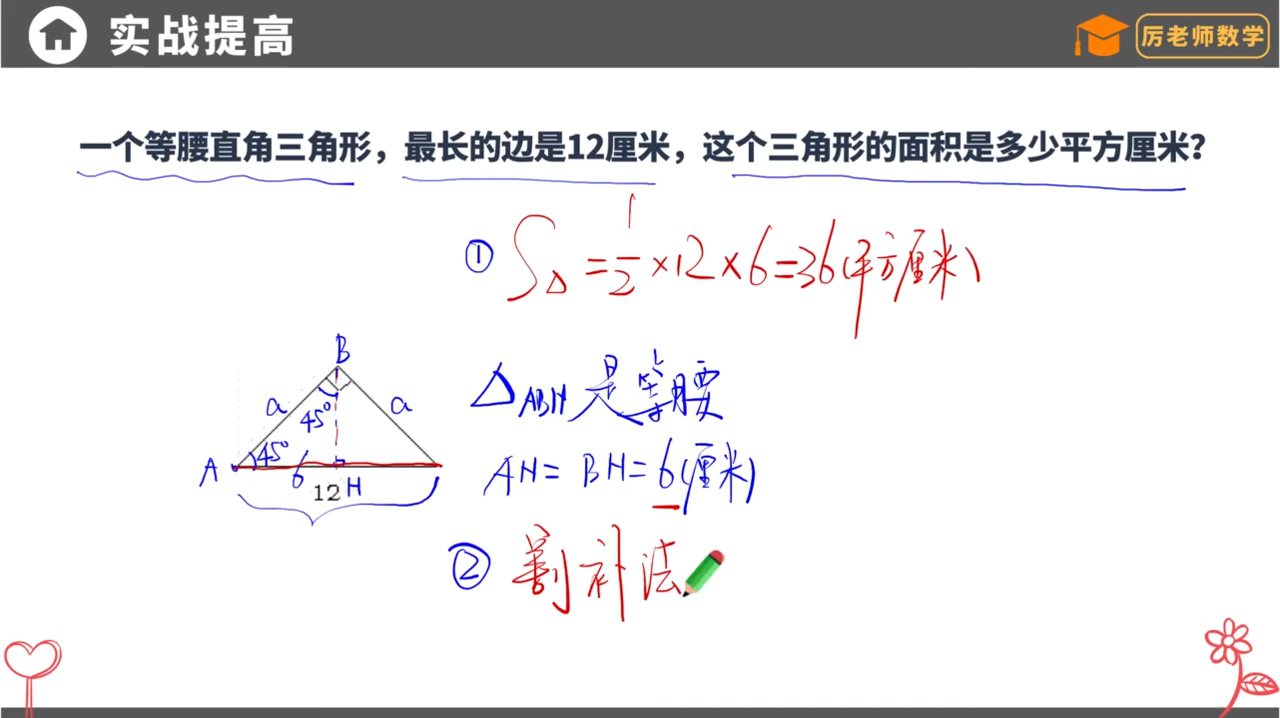 实战提高
厉老师数学
一个等腰直角三角形，最长的边是12厘米，这个三角形的面积是多少平方厘米？
① S△ = 1/2 × 12 × 6 = 36(平方厘米)
B
a 45° a
△ABH 是等腰
A 45° 6
12 H
AH = BH = 6(厘米)
② 割补法